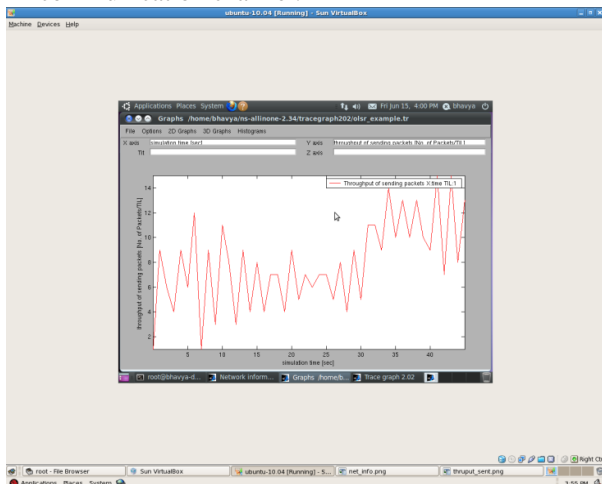 ubuntu-10.04 [Running] - Sun VirtualBox
Machine Devices Help
Applications Places System
Fri Jun 15, 4:00 PM bhavya
Graphs /home/bhavya/ns-allinone-2.34/tracegraph202/olsr_example.tr
File Options 2D Graphs 3D Graphs Histograms
X axis simulation time [sec] Y axis throughput of sending packets [No. of Packets/TIL]
Tit Z axis
Throughput of sending packets X:time TIL:1
throughput of sending packets [No. of Packets/TIL]
14
12
10
8
6
4
2
5 10 15 20 25 30 35 40
simulation time [sec]
root@bhavya-d... Network inform... Graphs /home/b... Trace graph 2.02
Right Ct
root - File Browser Sun VirtualBox ubuntu-10.04 [Running] - S... net_info.png thruput_sent.png
Applications Places System 3:55 PM